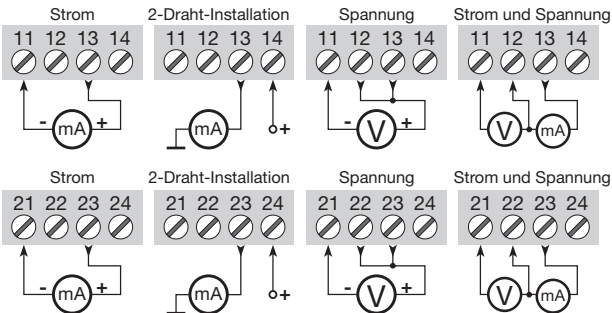 Strom 2-Draht-Installation Spannung Strom und Spannung
11 12 13 14 11 12 13 14 11 12 13 14 11 12 13 14
- mA + mA + - V + V mA
Strom 2-Draht-Installation Spannung Strom und Spannung
21 22 23 24 21 22 23 24 21 22 23 24 21 22 23 24
- mA + mA + - V + V mA